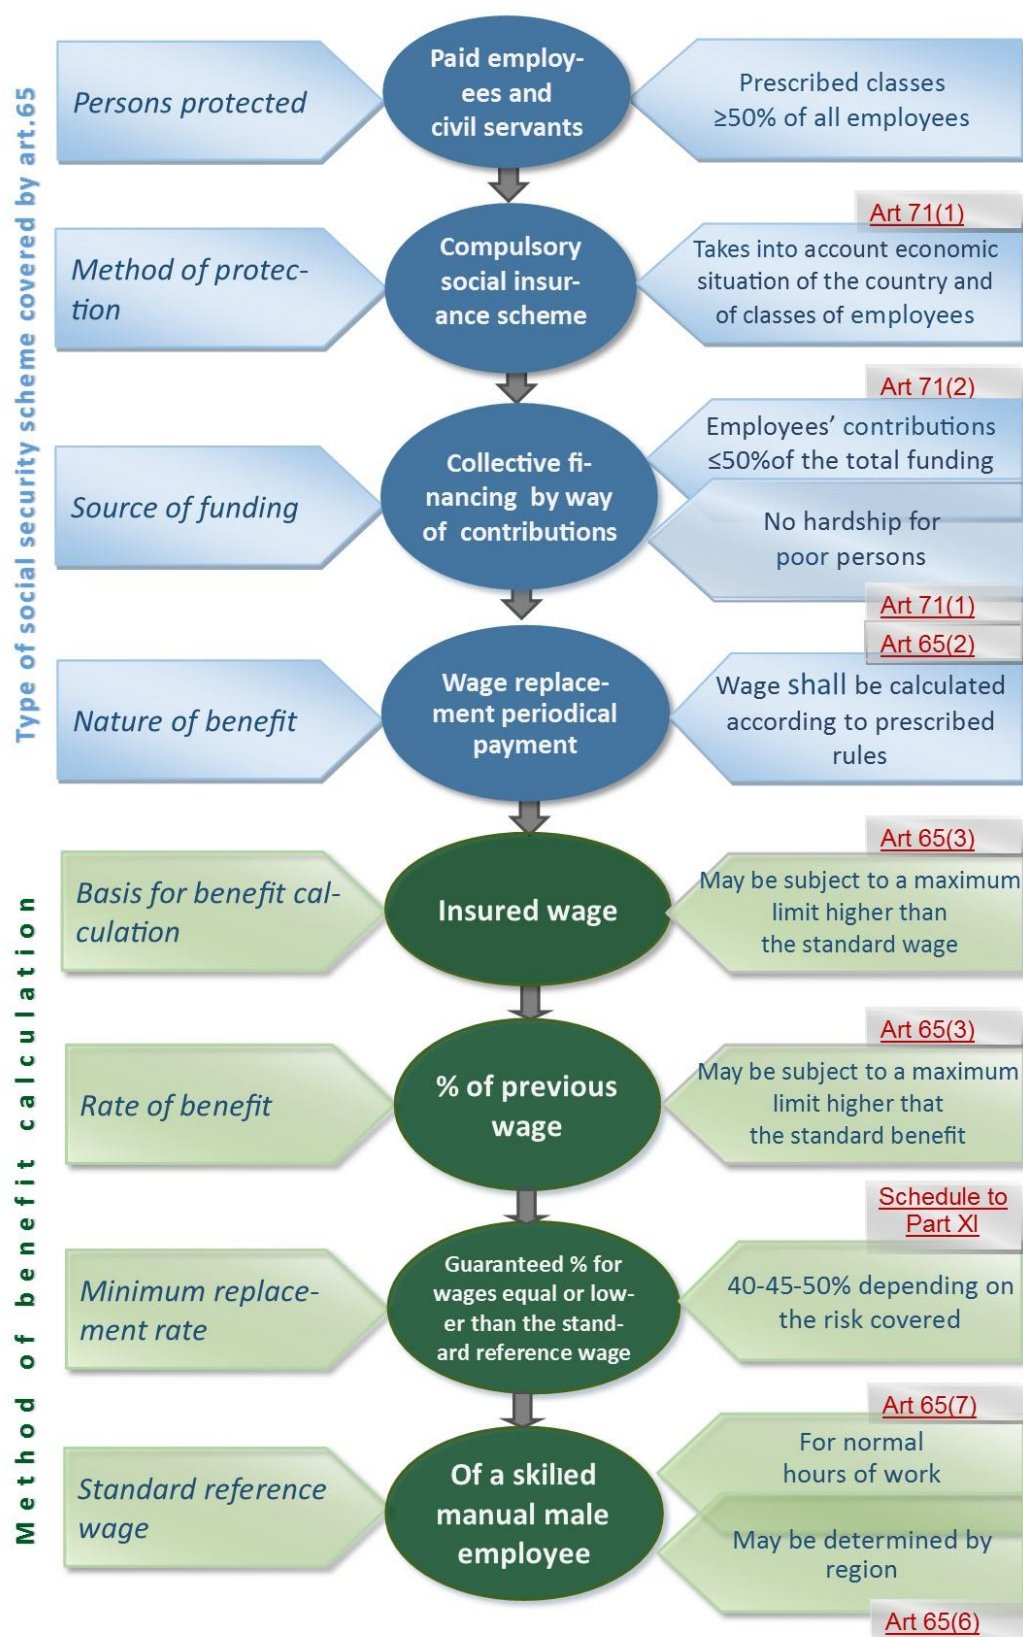 Type of social security scheme covered by art.65
Persons protected
Paid employ-
ees and
civil servants
Prescribed classes
≥50% of all employees
Method of protec-
tion
Compulsory
social insur-
ance scheme
Art 71(1)
Takes into account economic
situation of the country and
of classes of employees
Source of funding
Collective fi-
nancing by way
of contributions
Art 71(2)
Employees’ contributions
≤50%of the total funding
No hardship for
poor persons
Art 71(1)
Nature of benefit
Wage replace-
ment periodical
payment
Art 65(2)
Wage shall be calculated
according to prescribed
rules
Method of benefit calculation
Basis for benefit cal-
culation
Insured wage
Art 65(3)
May be subject to a maximum
limit higher than
the standard wage
Rate of benefit
% of previous
wage
Art 65(3)
May be subject to a maximum
limit higher that
the standard benefit
Minimum replace-
ment rate
Guaranteed % for
wages equal or low-
er than the stand-
ard reference wage
Schedule to
Part XI
40-45-50% depending on
the risk covered
Standard reference
wage
Of a skilled
manual male
employee
Art 65(7)
For normal
hours of work
May be determined by
region
Art 65(6)